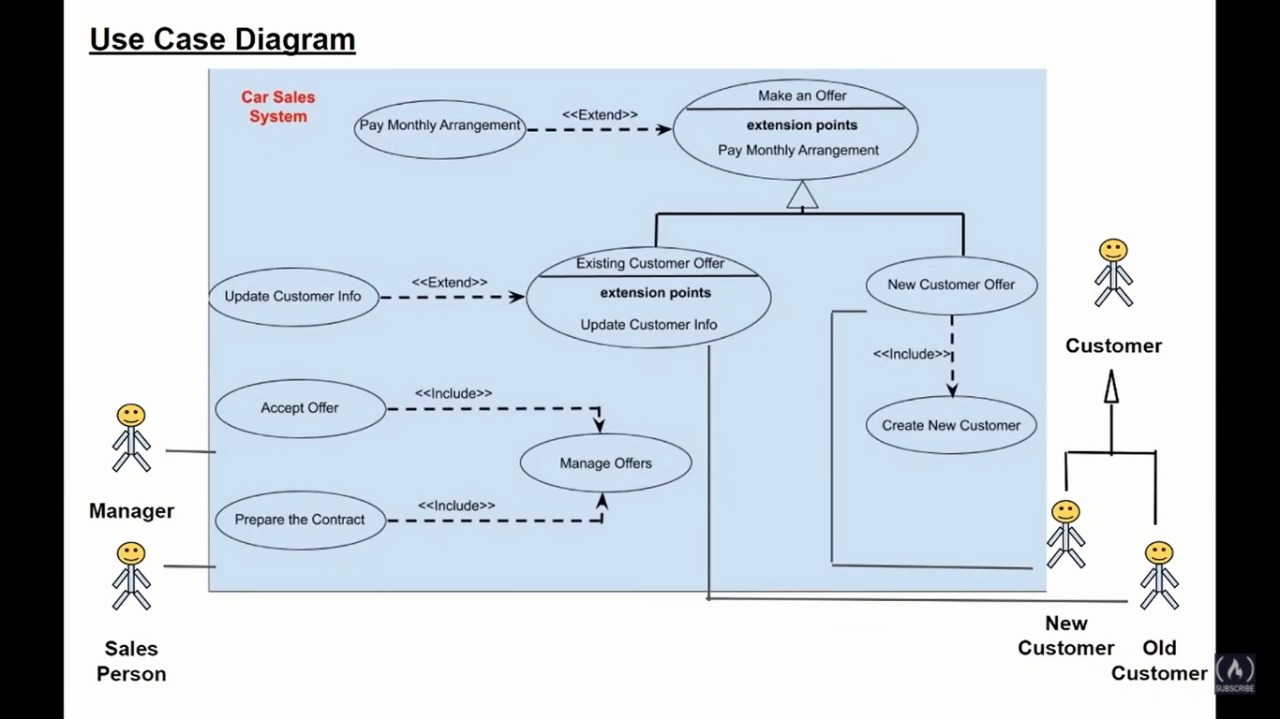 Use Case Diagram
Car Sales
System
Pay Monthly Arrangement
<<Extend>>
Make an Offer
extension points
Pay Monthly Arrangement
Update Customer Info
<<Extend>>
Existing Customer Offer
extension points
Update Customer Info
New Customer Offer
<<Include>>
Create New Customer
Customer
Accept Offer
<<Include>>
Manage Offers
Prepare the Contract
<<Include>>
Manager
Sales
Person
New
Customer
Old
Customer
SUBSCRIBE